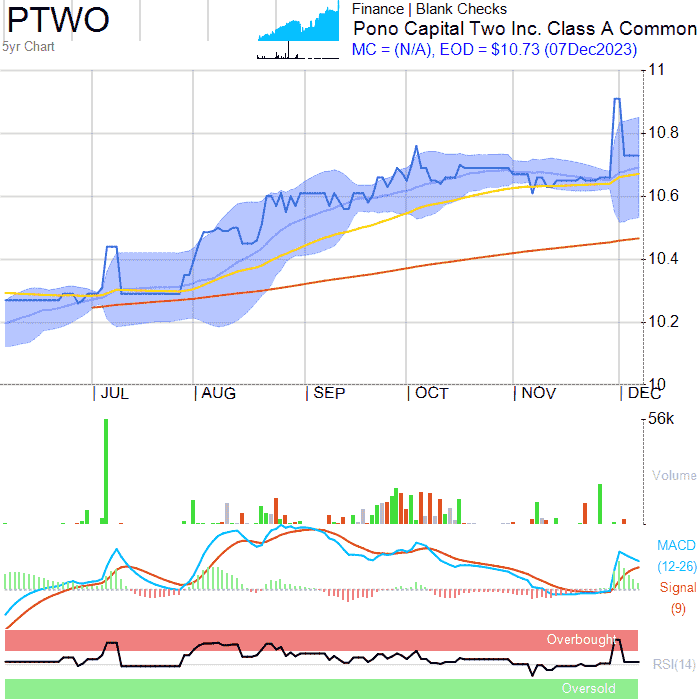 PTWO
5yr Chart
Finance | Blank Checks
Pono Capital Two Inc. Class A Common
MC = (N/A), EOD = $10.73 (07Dec2023)
11
10.8
10.6
10.4
10.2
10
JUL AUG SEP OCT NOV DEC
56k
Volume
MACD
(12-26)
Signal
(9)
Overbought
RSI(14)
Oversold